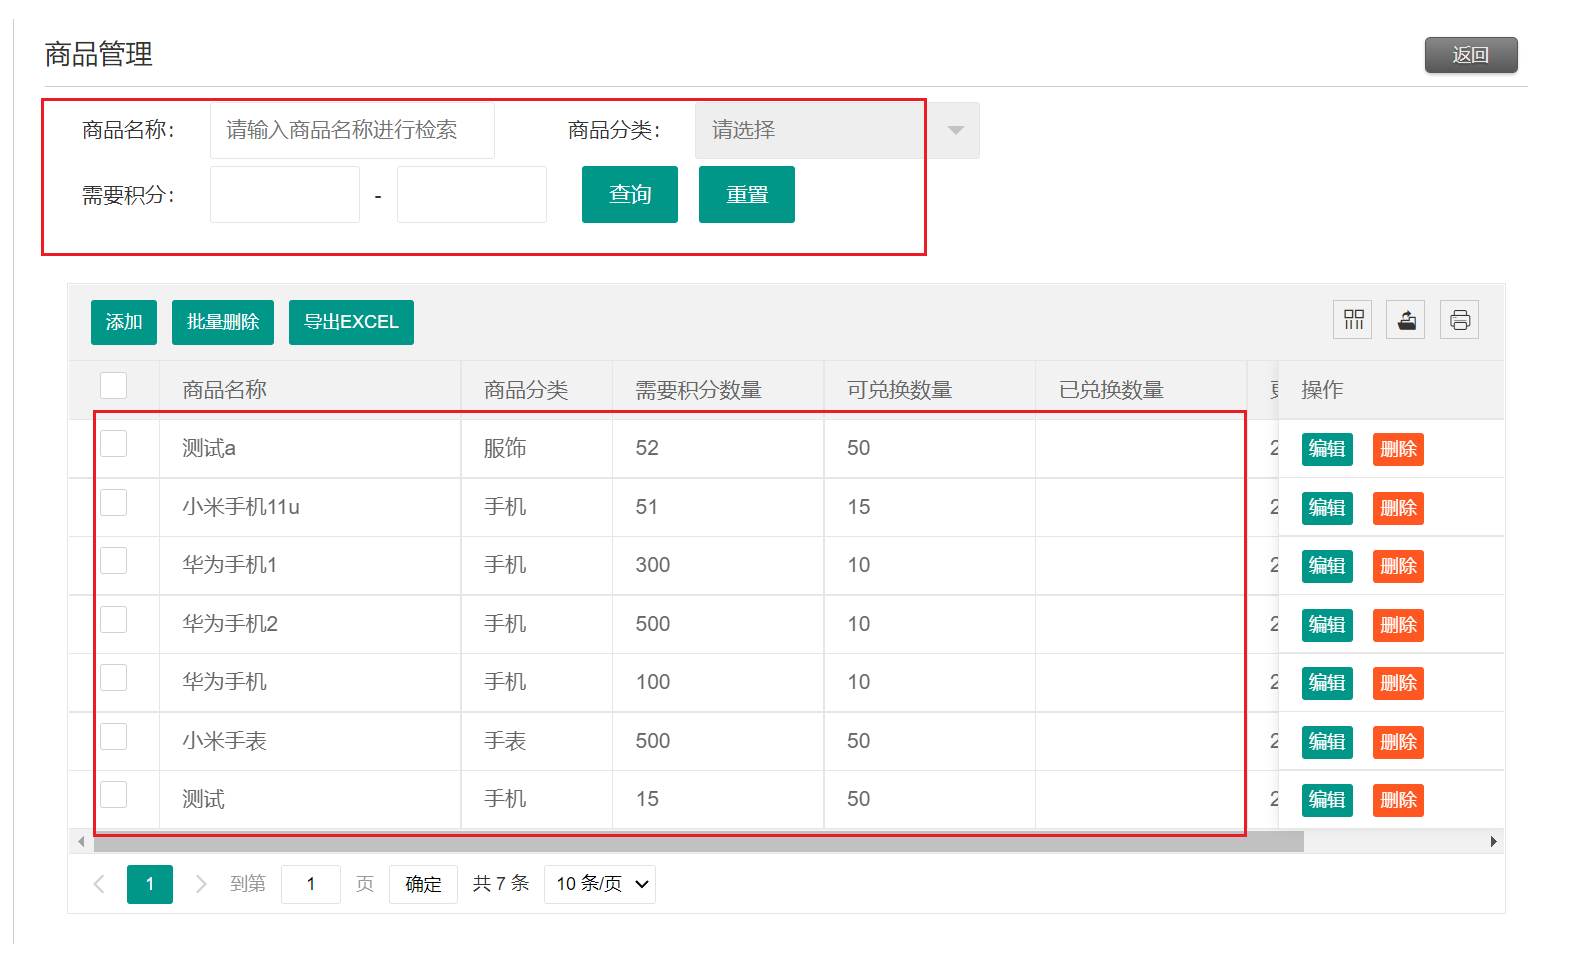 商品管理 返回
商品名称： 请输入商品名称进行检索 商品分类： 请选择
需要积分： - 查询 重置
添加 批量删除 导出EXCEL
商品名称 商品分类 需要积分数量 可兑换数量 已兑换数量 操作
测试a 服饰 52 50 2 编辑 删除
小米手机11u 手机 51 15 2 编辑 删除
华为手机1 手机 300 10 2 编辑 删除
华为手机2 手机 500 10 2 编辑 删除
华为手机 手机 100 10 2 编辑 删除
小米手表 手表 500 50 2 编辑 删除
测试 手机 15 50 2 编辑 删除
1 到第 1 页 确定 共 7 条 10 条/页